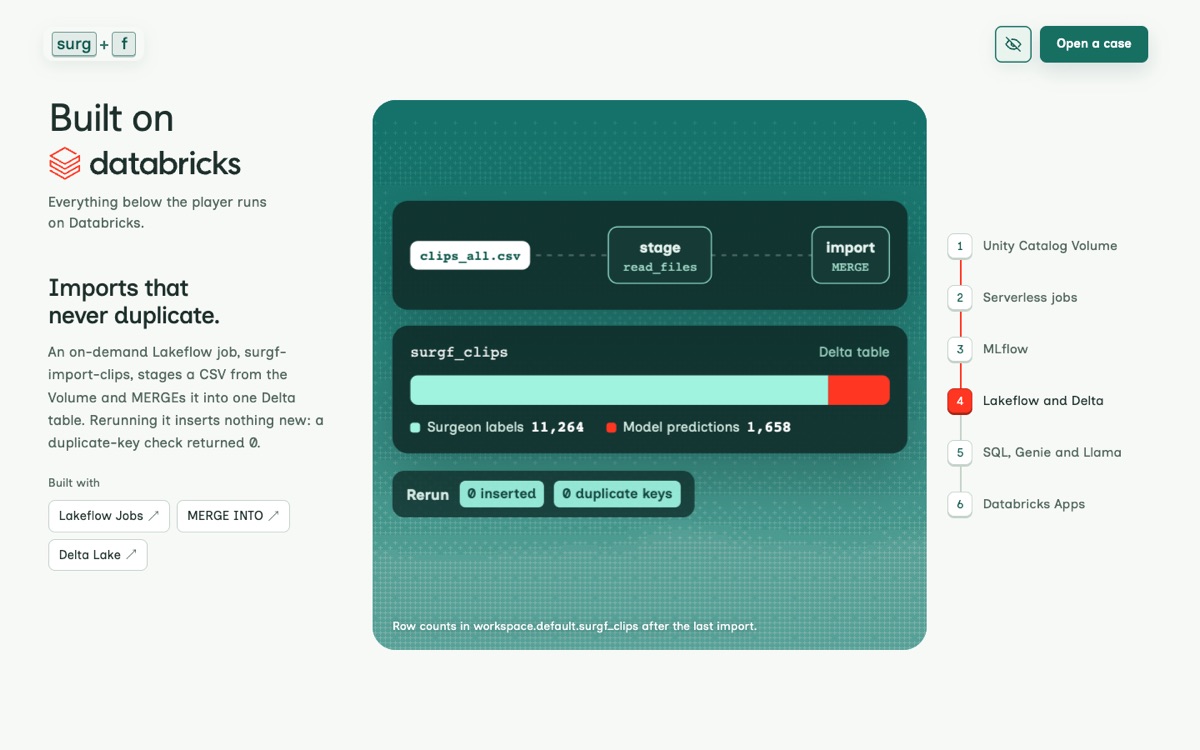 surg + f
Open a case
Built on
databricks
Everything below the player runs
on Databricks.
Imports that
never duplicate.
An on-demand Lakeflow job, surgf-
import-clips, stages a CSV from the
Volume and MERGEs it into one Delta
table. Rerunning it inserts nothing new: a
duplicate-key check returned 0.
Built with
Lakeflow Jobs ↗ MERGE INTO ↗
Delta Lake ↗
clips_all.csv
stage
read_files
import
MERGE
surgf_clips
Delta table
Surgeon labels 11,264 Model predictions 1,658
Rerun 0 inserted 0 duplicate keys
Row counts in workspace.default.surgf_clips after the last import.
1 Unity Catalog Volume
2 Serverless jobs
3 MLflow
4 Lakeflow and Delta
5 SQL, Genie and Llama
6 Databricks Apps